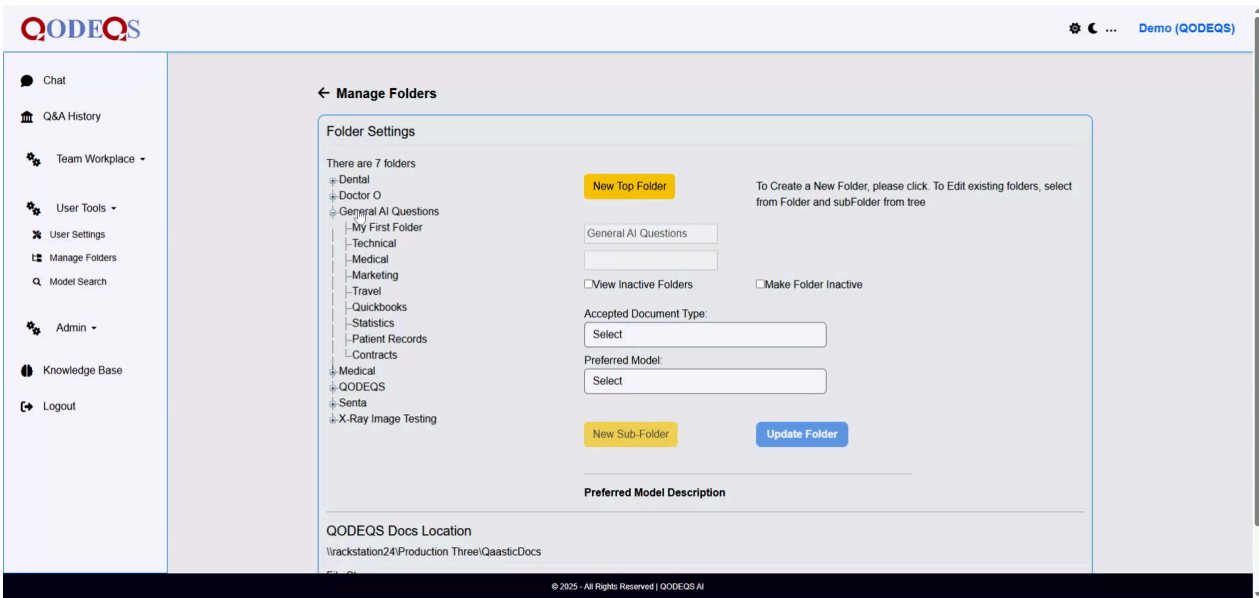 QODEQS
... Demo (QODEQS)
Chat
Q&A History
Team Workplace
User Tools
User Settings
Manage Folders
Model Search
Admin
Knowledge Base
Logout
Manage Folders
Folder Settings
There are 7 folders
Dental
Doctor O
General AI Questions
My First Folder
Technical
Medical
Marketing
Travel
Quickbooks
Statistics
Patient Records
Contracts
Medical
QODEQS
Senta
X-Ray Image Testing
New Top Folder
To Create a New Folder, please click. To Edit existing folders, select
from Folder and subFolder from tree
General AI Questions
View Inactive Folders
Make Folder Inactive
Accepted Document Type:
Select
Preferred Model:
Select
New Sub-Folder
Update Folder
Preferred Model Description
QODEQS Docs Location
\\rackstation24\Production Three\QaasticDocs
© 2025 - All Rights Reserved | QODEQS AI